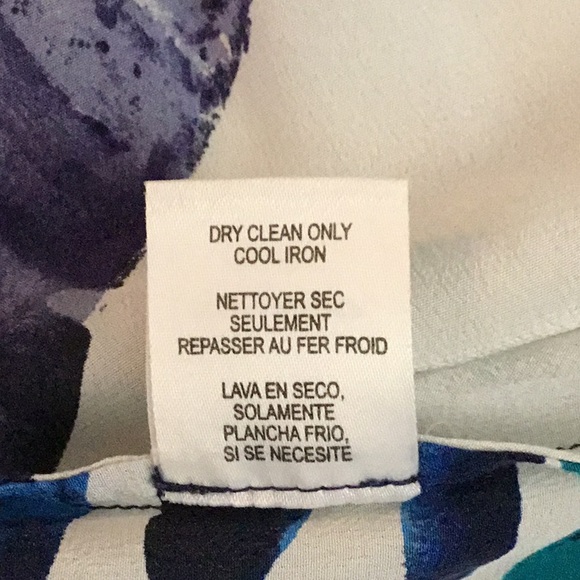 DRY CLEAN ONLY
COOL IRON
NETTOYER SEC
SEULEMENT
REPASSER AU FER FROID
LAVA EN SECO,
SOLAMENTE
PLANCHA FRIO,
SI SE NECESITE